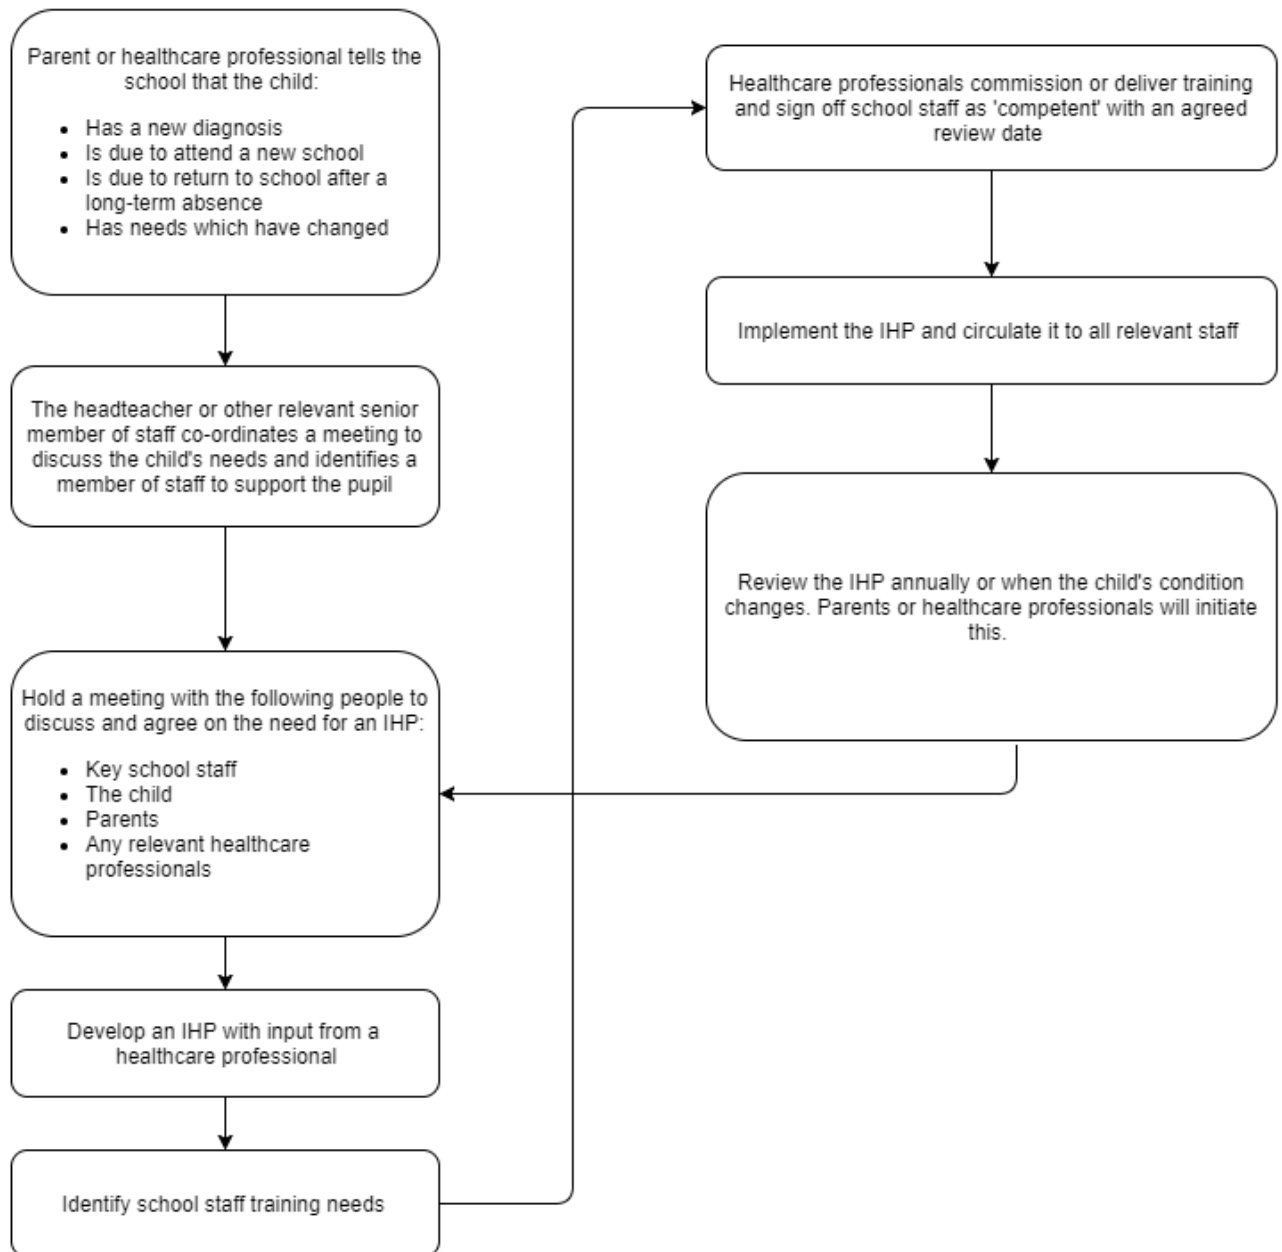 Parent or healthcare professional tells the
school that the child:
• Has a new diagnosis
• Is due to attend a new school
• Is due to return to school after a
long-term absence
• Has needs which have changed
The headteacher or other relevant senior
member of staff co-ordinates a meeting to
discuss the child's needs and identifies a
member of staff to support the pupil
Hold a meeting with the following people to
discuss and agree on the need for an IHP:
• Key school staff
• The child
• Parents
• Any relevant healthcare
professionals
Develop an IHP with input from a
healthcare professional
Identify school staff training needs
Healthcare professionals commission or deliver training
and sign off school staff as 'competent' with an agreed
review date
Implement the IHP and circulate it to all relevant staff
Review the IHP annually or when the child's condition
changes. Parents or healthcare professionals will initiate
this.